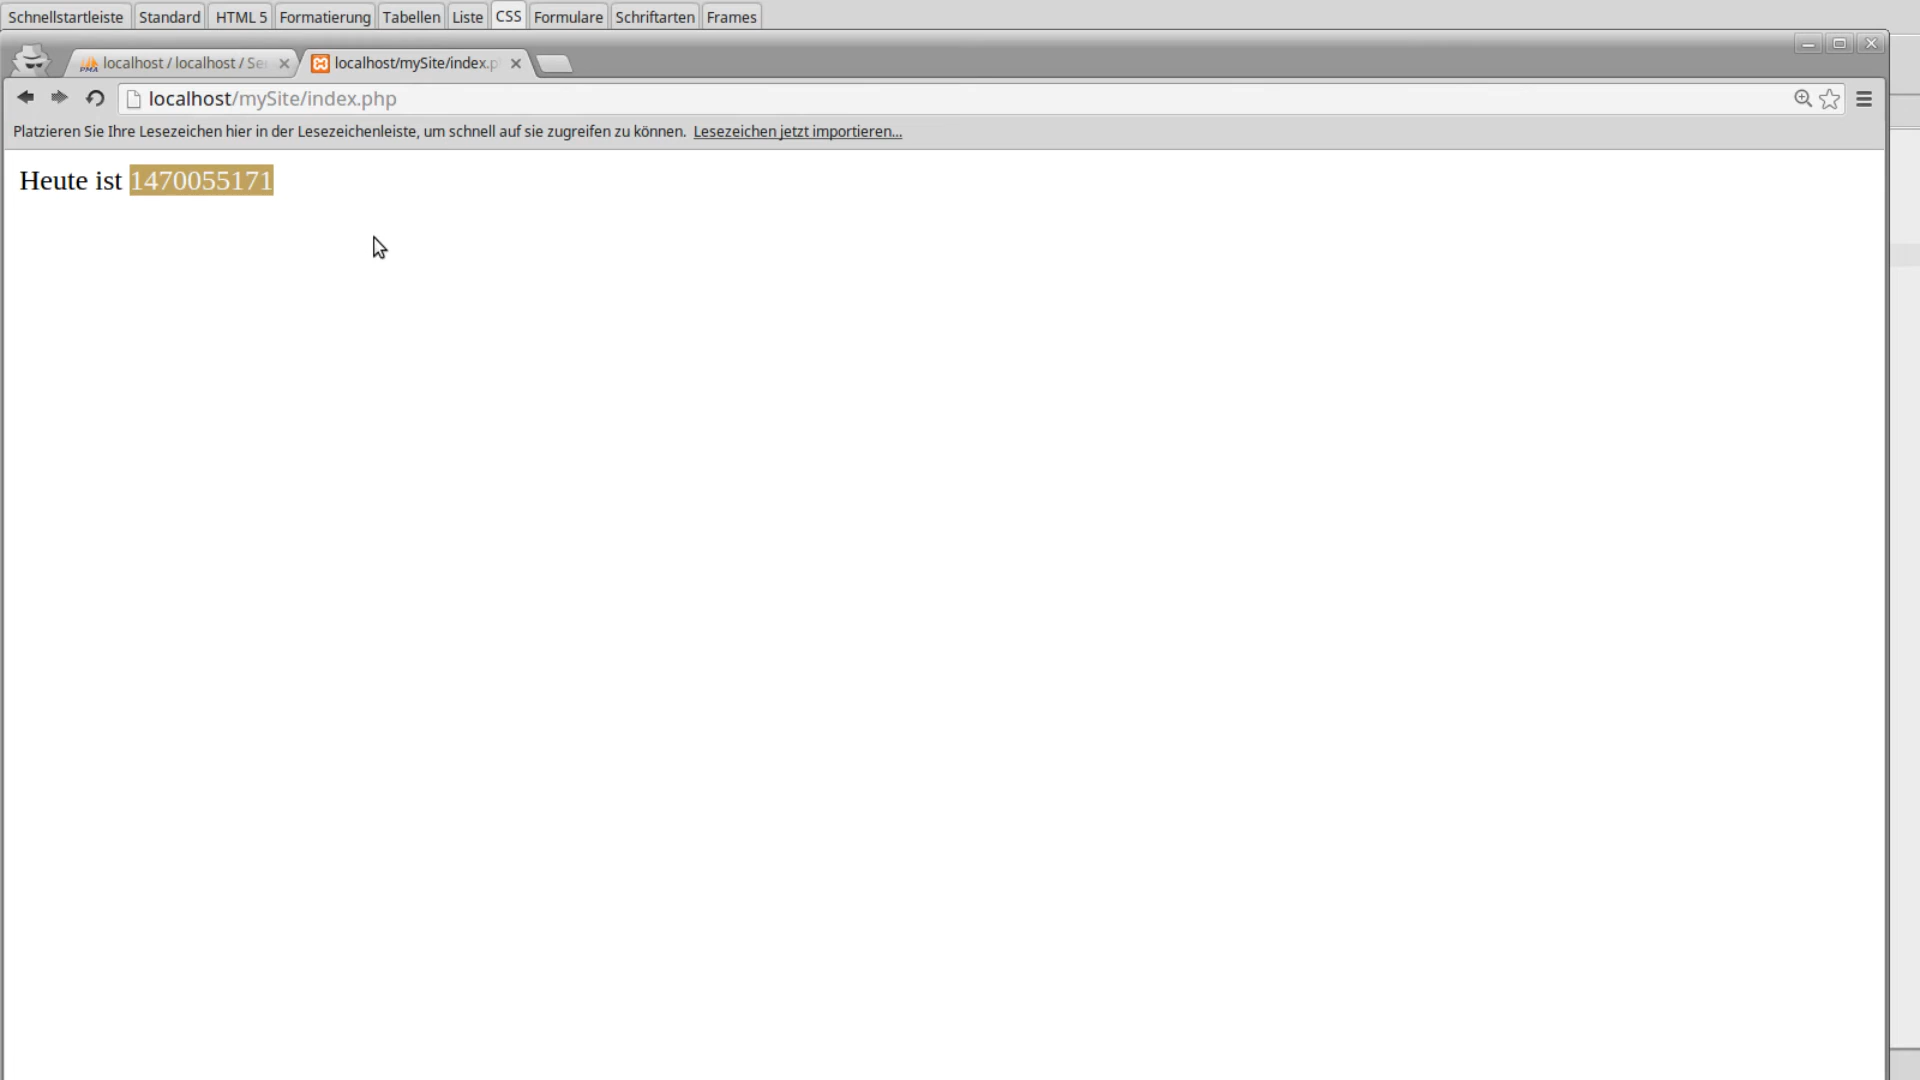 Schnellstartleiste Standard HTML 5 Formatierung Tabellen Liste CSS Formulare Schriftarten Frames
localhost / localhost / Se localhost/mySite/index.p
localhost/mySite/index.php
Platzieren Sie Ihre Lesezeichen hier in der Lesezeichenleiste, um schnell auf sie zugreifen zu können. Lesezeichen jetzt importieren...
Heute ist 1470055171